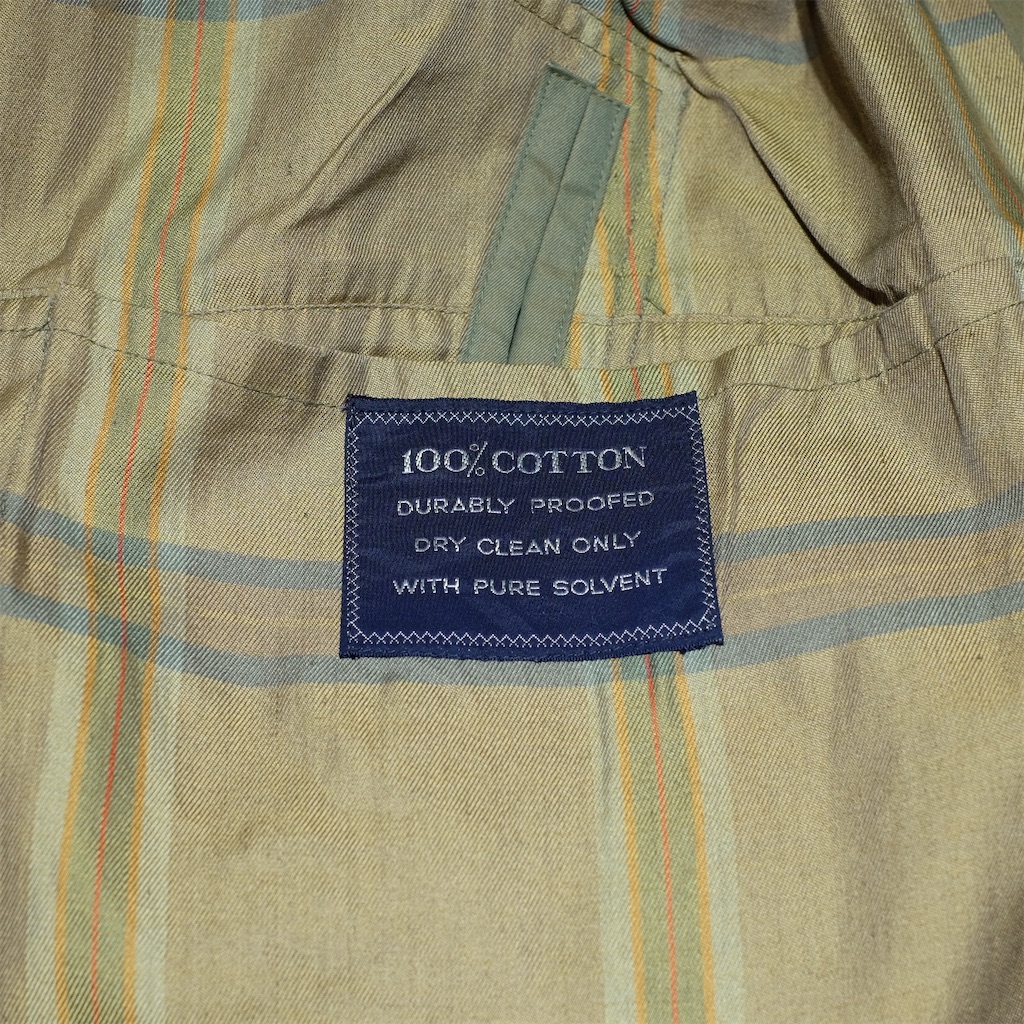 100% COTTON
DURABLY PROOFED
DRY CLEAN ONLY
WITH PURE SOLVENT